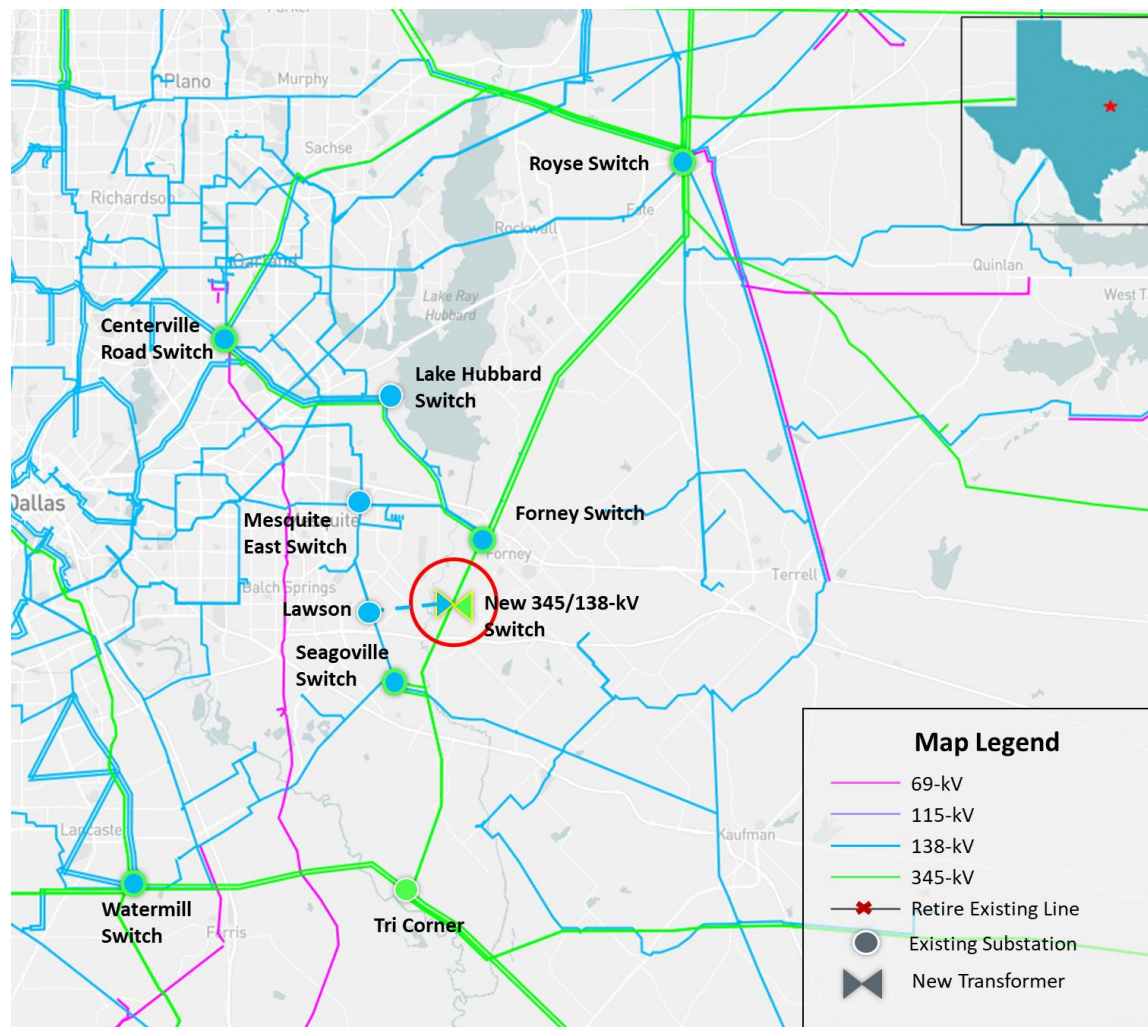 Parker
Plano
Murphy
Sachse
Royse Switch
Richardson
Fate
Rockwall
Garland
Quinlan
Lake Ray
Hubbard
West T
Centerville
Road Switch
Lake Hubbard
Switch
Dallas
Mesquite
East Switch
Mesquite
Forney Switch
Forney
Balch Springs
Terrell
Lawson
New 345/138-kV
Switch
Seagoville
Switch
Map Legend
69-kV
115-kV
138-kV
345-kV
Retire Existing Line
Existing Substation
New Transformer
Lancaster
Kaufman
Watermill
Switch
Ferris
Tri Corner